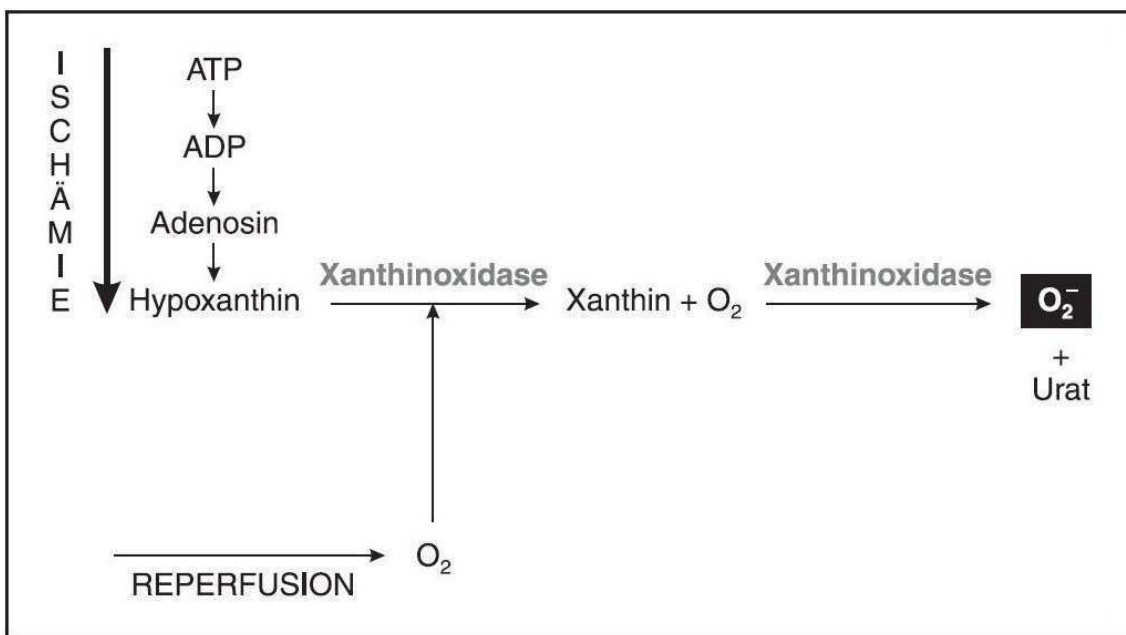 ISCHÄMIE
ATP
ADP
Adenosin
Hypoxanthin
Xanthinoxidase
Xanthin + O₂
Xanthinoxidase
O₂⁻
+
Urat
O₂
REPERFUSION